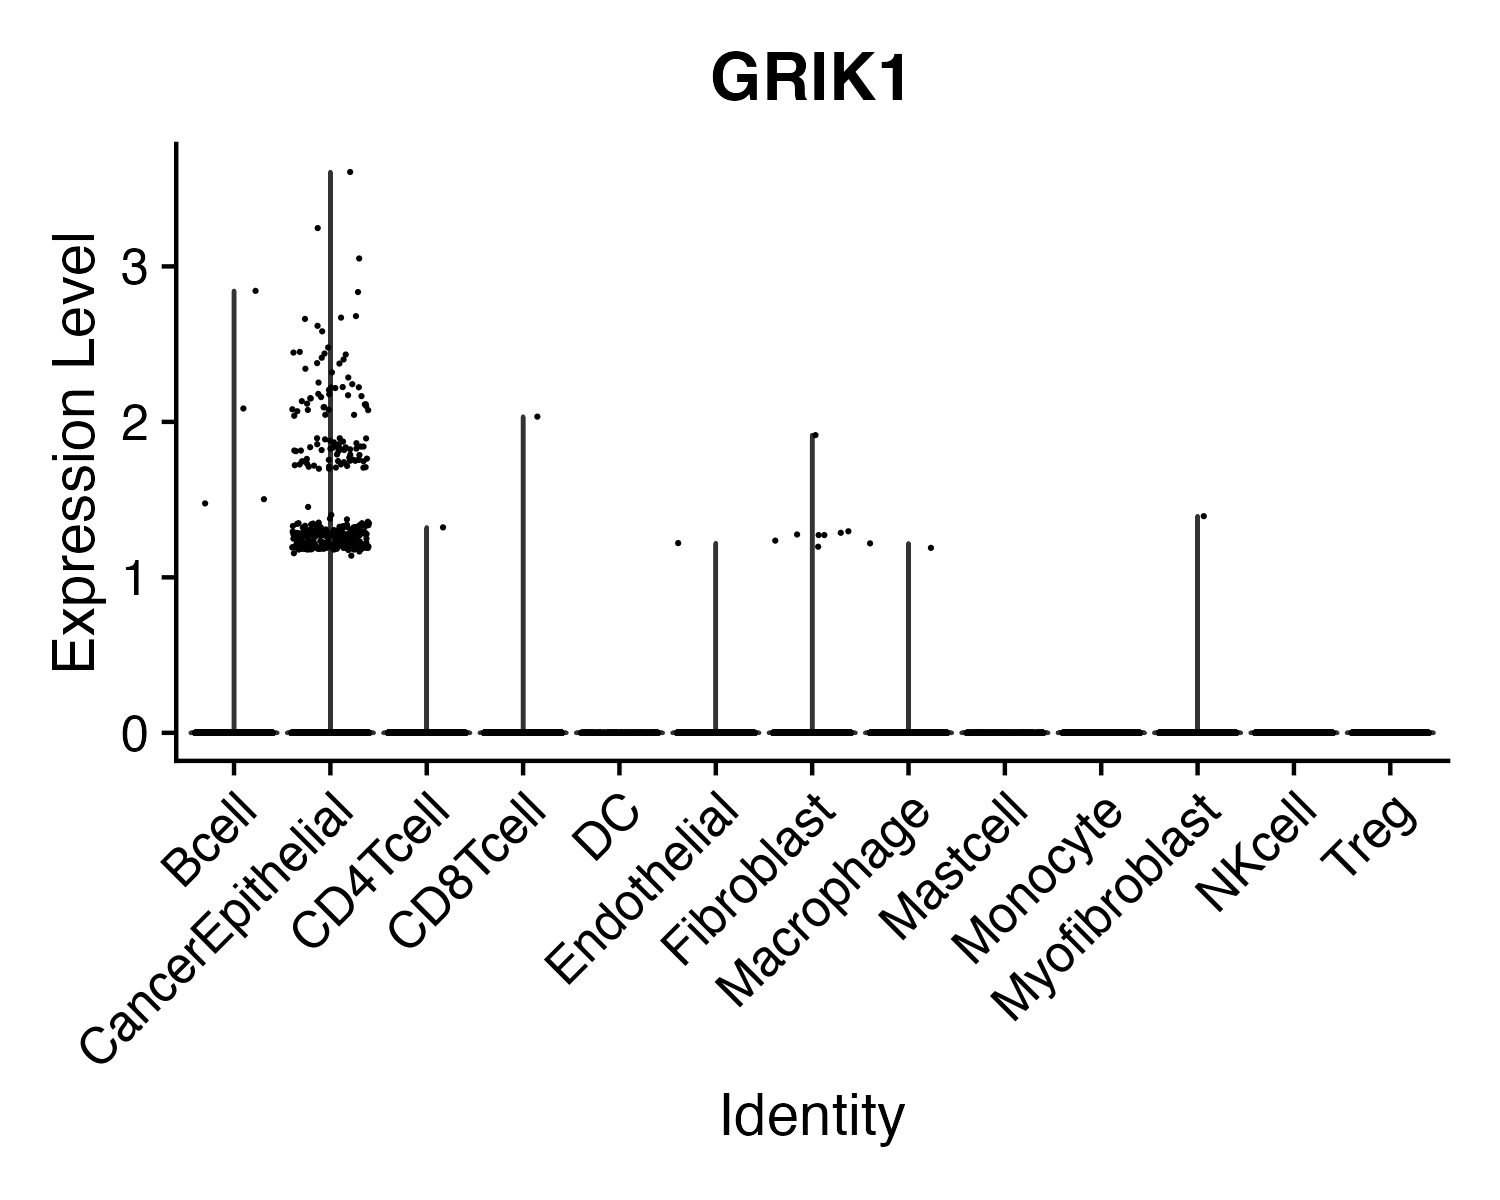 GRIK1
Expression Level
3
2
1
0
Bcell
CancerEpithelial
CD4Tcell
CD8Tcell
DC
Endothelial
Fibroblast
Macrophage
Mastcell
Monocyte
Myofibroblast
NKcell
Treg
Identity